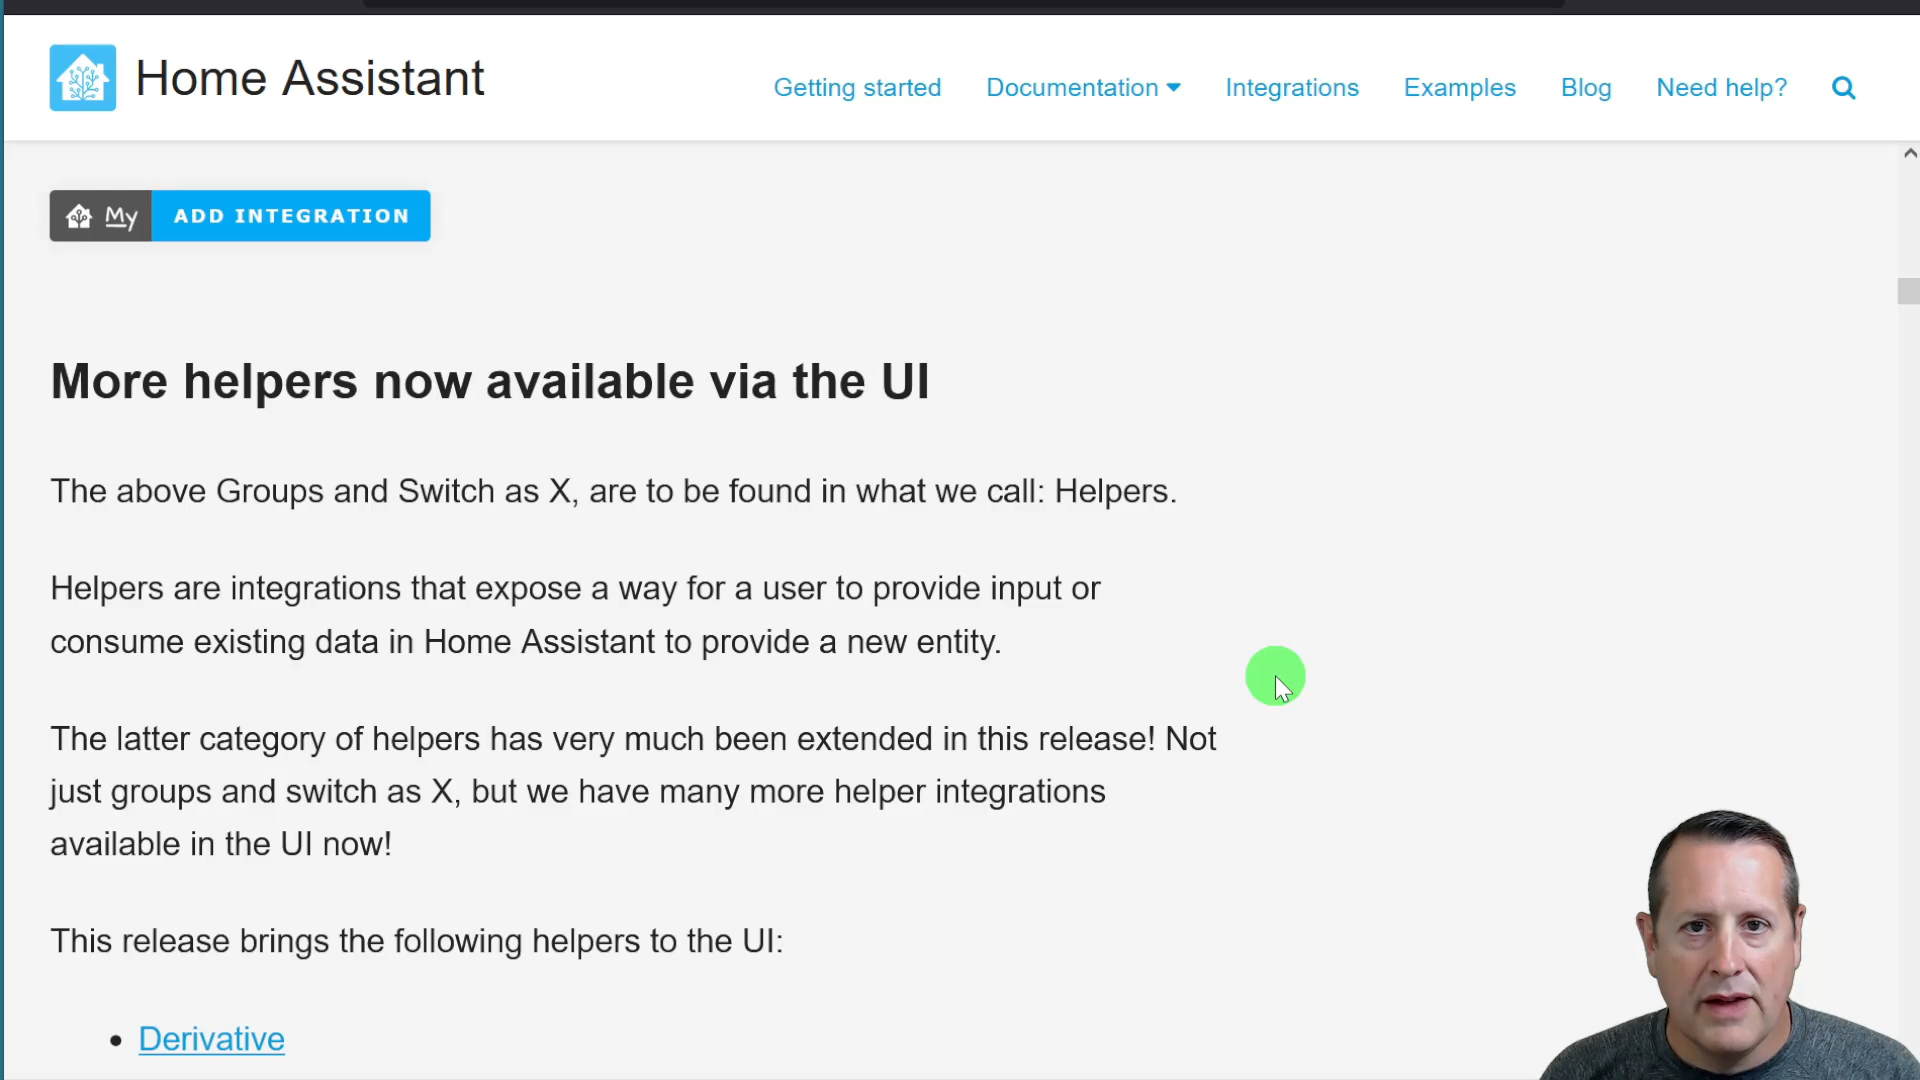 Home Assistant
Getting started
Documentation
Integrations
Examples
Blog
Need help?
My
ADD INTEGRATION
More helpers now available via the UI
The above Groups and Switch as X, are to be found in what we call: Helpers.
Helpers are integrations that expose a way for a user to provide input or
consume existing data in Home Assistant to provide a new entity.
The latter category of helpers has very much been extended in this release! Not
just groups and switch as X, but we have many more helper integrations
available in the UI now!
This release brings the following helpers to the UI:
• Derivative